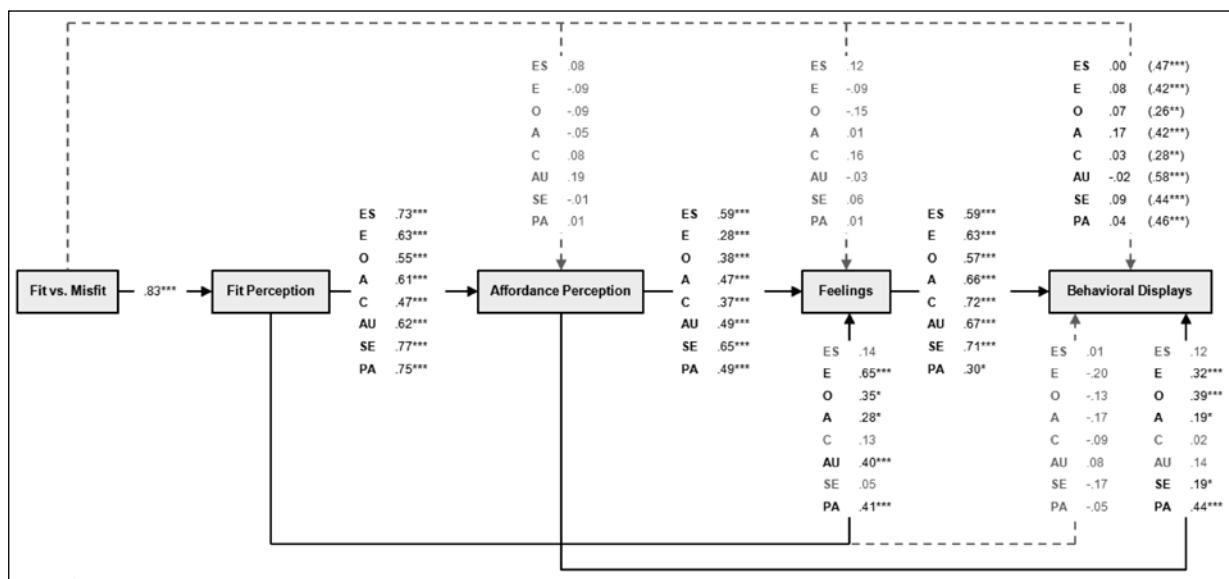 ES .08
E -.09
O -.09
A -.05
C .08
AU .19
SE -.01
PA .01
ES .12
E -.09
O -.15
A .01
C .16
AU -.03
SE .06
PA .01
ES .00 (.47***)
E .08 (.42***)
O .07 (.26**)
A .17 (.42***)
C .03 (.28**)
AU -.02 (.58***)
SE .09 (.44***)
PA .04 (.46***)
Fit vs. Misfit
.83***
Fit Perception
ES .73***
E .63***
O .55***
A .61***
C .47***
AU .62***
SE .77***
PA .75***
Affordance Perception
ES .59***
E .28***
O .38***
A .47***
C .37***
AU .49***
SE .65***
PA .49***
Feelings
ES .59***
E .63***
O .57***
A .66***
C .72***
AU .67***
SE .71***
PA .30*
Behavioral Displays
ES .14
E .65***
O .35*
A .28*
C .13
AU .40***
SE .05
PA .41***
ES .01
E -.20
O -.13
A -.17
C -.09
AU .08
SE -.17
PA -.05
ES .12
E .32***
O .39***
A .19*
C .02
AU .14
SE .19*
PA .44***